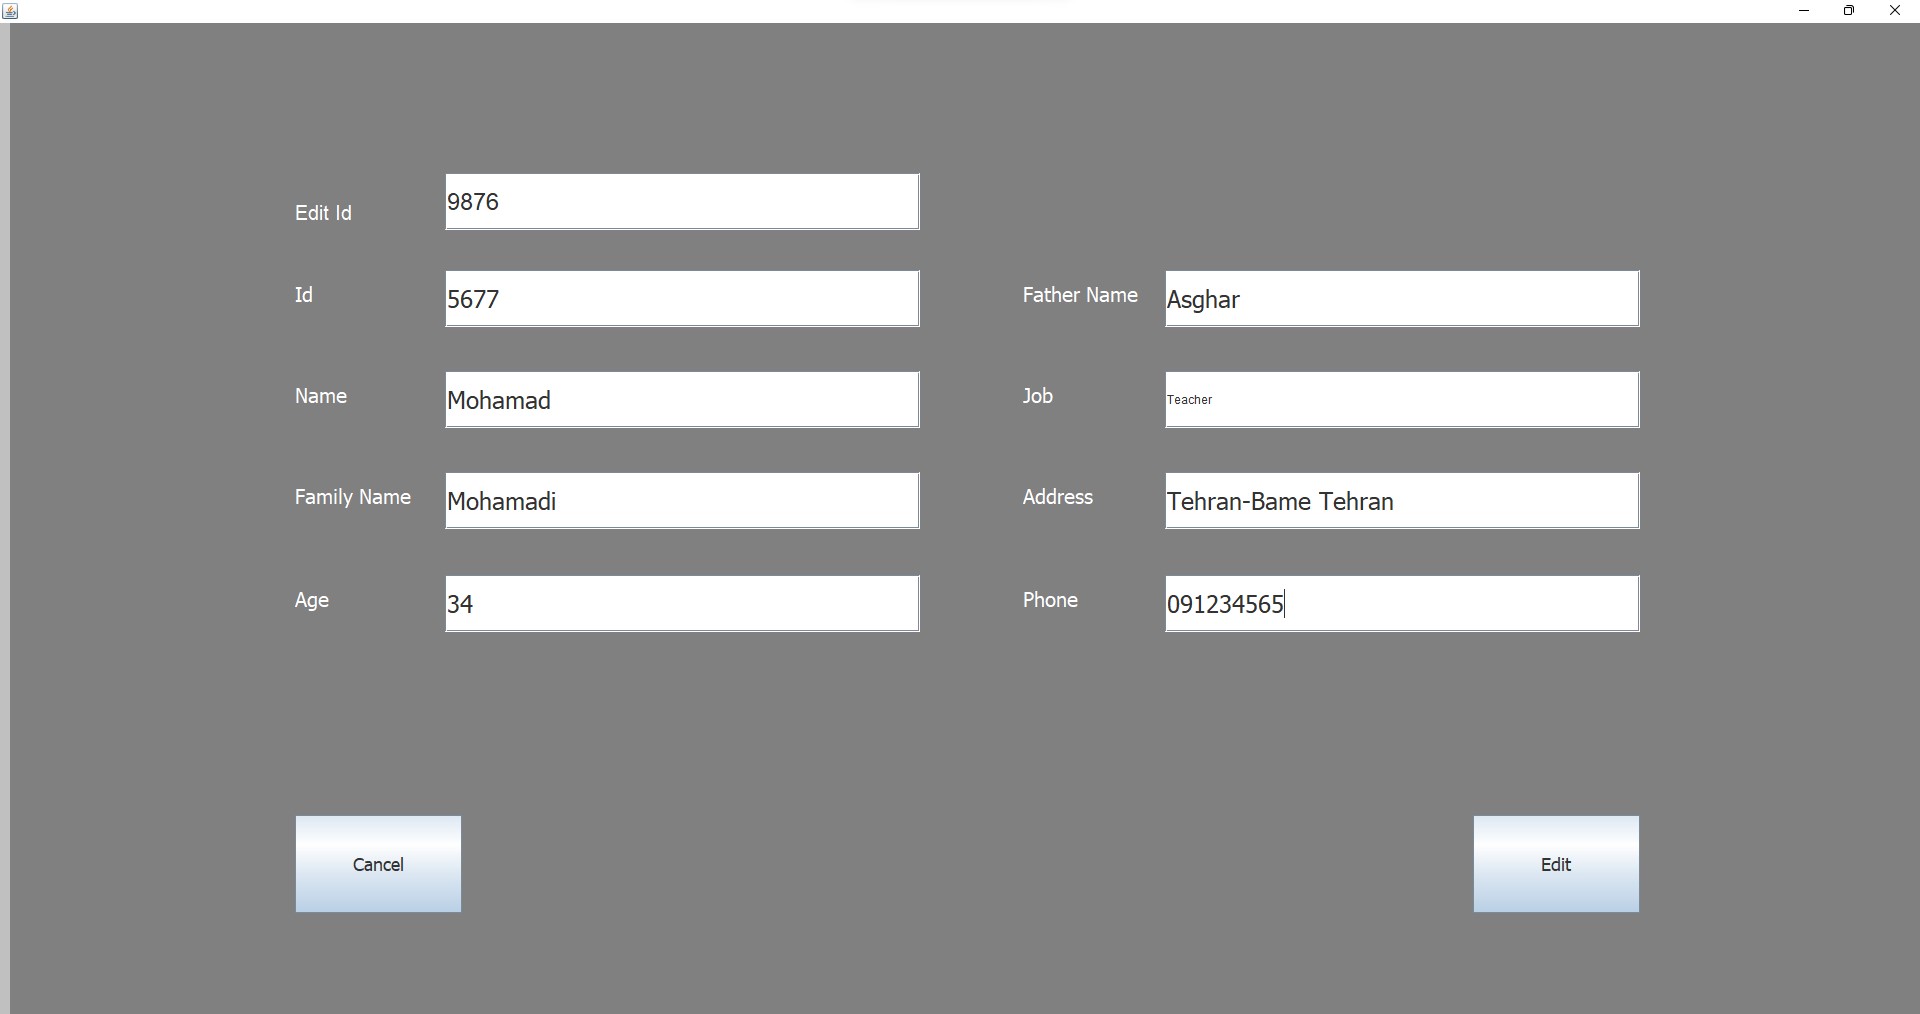 Edit Id 9876
Id 5677
Name Mohamad
Family Name Mohamadi
Age 34
Father Name Asghar
Job Teacher
Address Tehran-Bame Tehran
Phone 091234565
Cancel
Edit